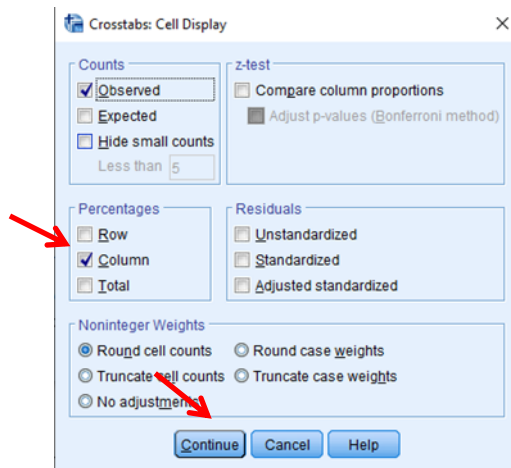 Crosstabs: Cell Display
Counts
Observed
Expected
Hide small counts
Less than 5
z-test
Compare column proportions
Adjust p-values (Bonferroni method)
Percentages
Row
Column
Total
Residuals
Unstandardized
Standardized
Adjusted standardized
Noninteger Weights
Round cell counts Round case weights
Truncate cell counts Truncate case weights
No adjustments
Continue Cancel Help